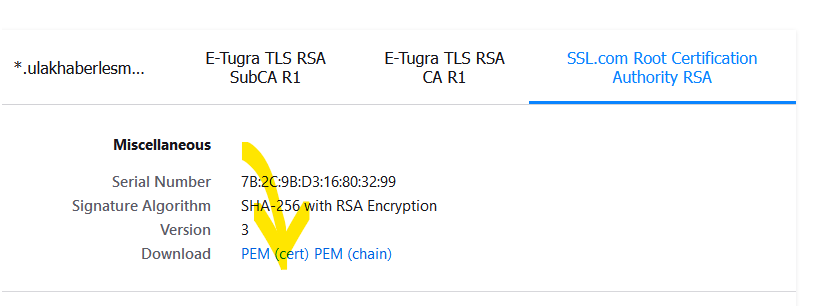 *.ulakhaberlesm...
E-Tugra TLS RSA
SubCA R1
E-Tugra TLS RSA
CA R1
SSL.com Root Certification
Authority RSA
Miscellaneous
Serial Number 7B:2C:9B:D3:16:80:32:99
Signature Algorithm SHA-256 with RSA Encryption
Version 3
Download PEM (cert) PEM (chain)